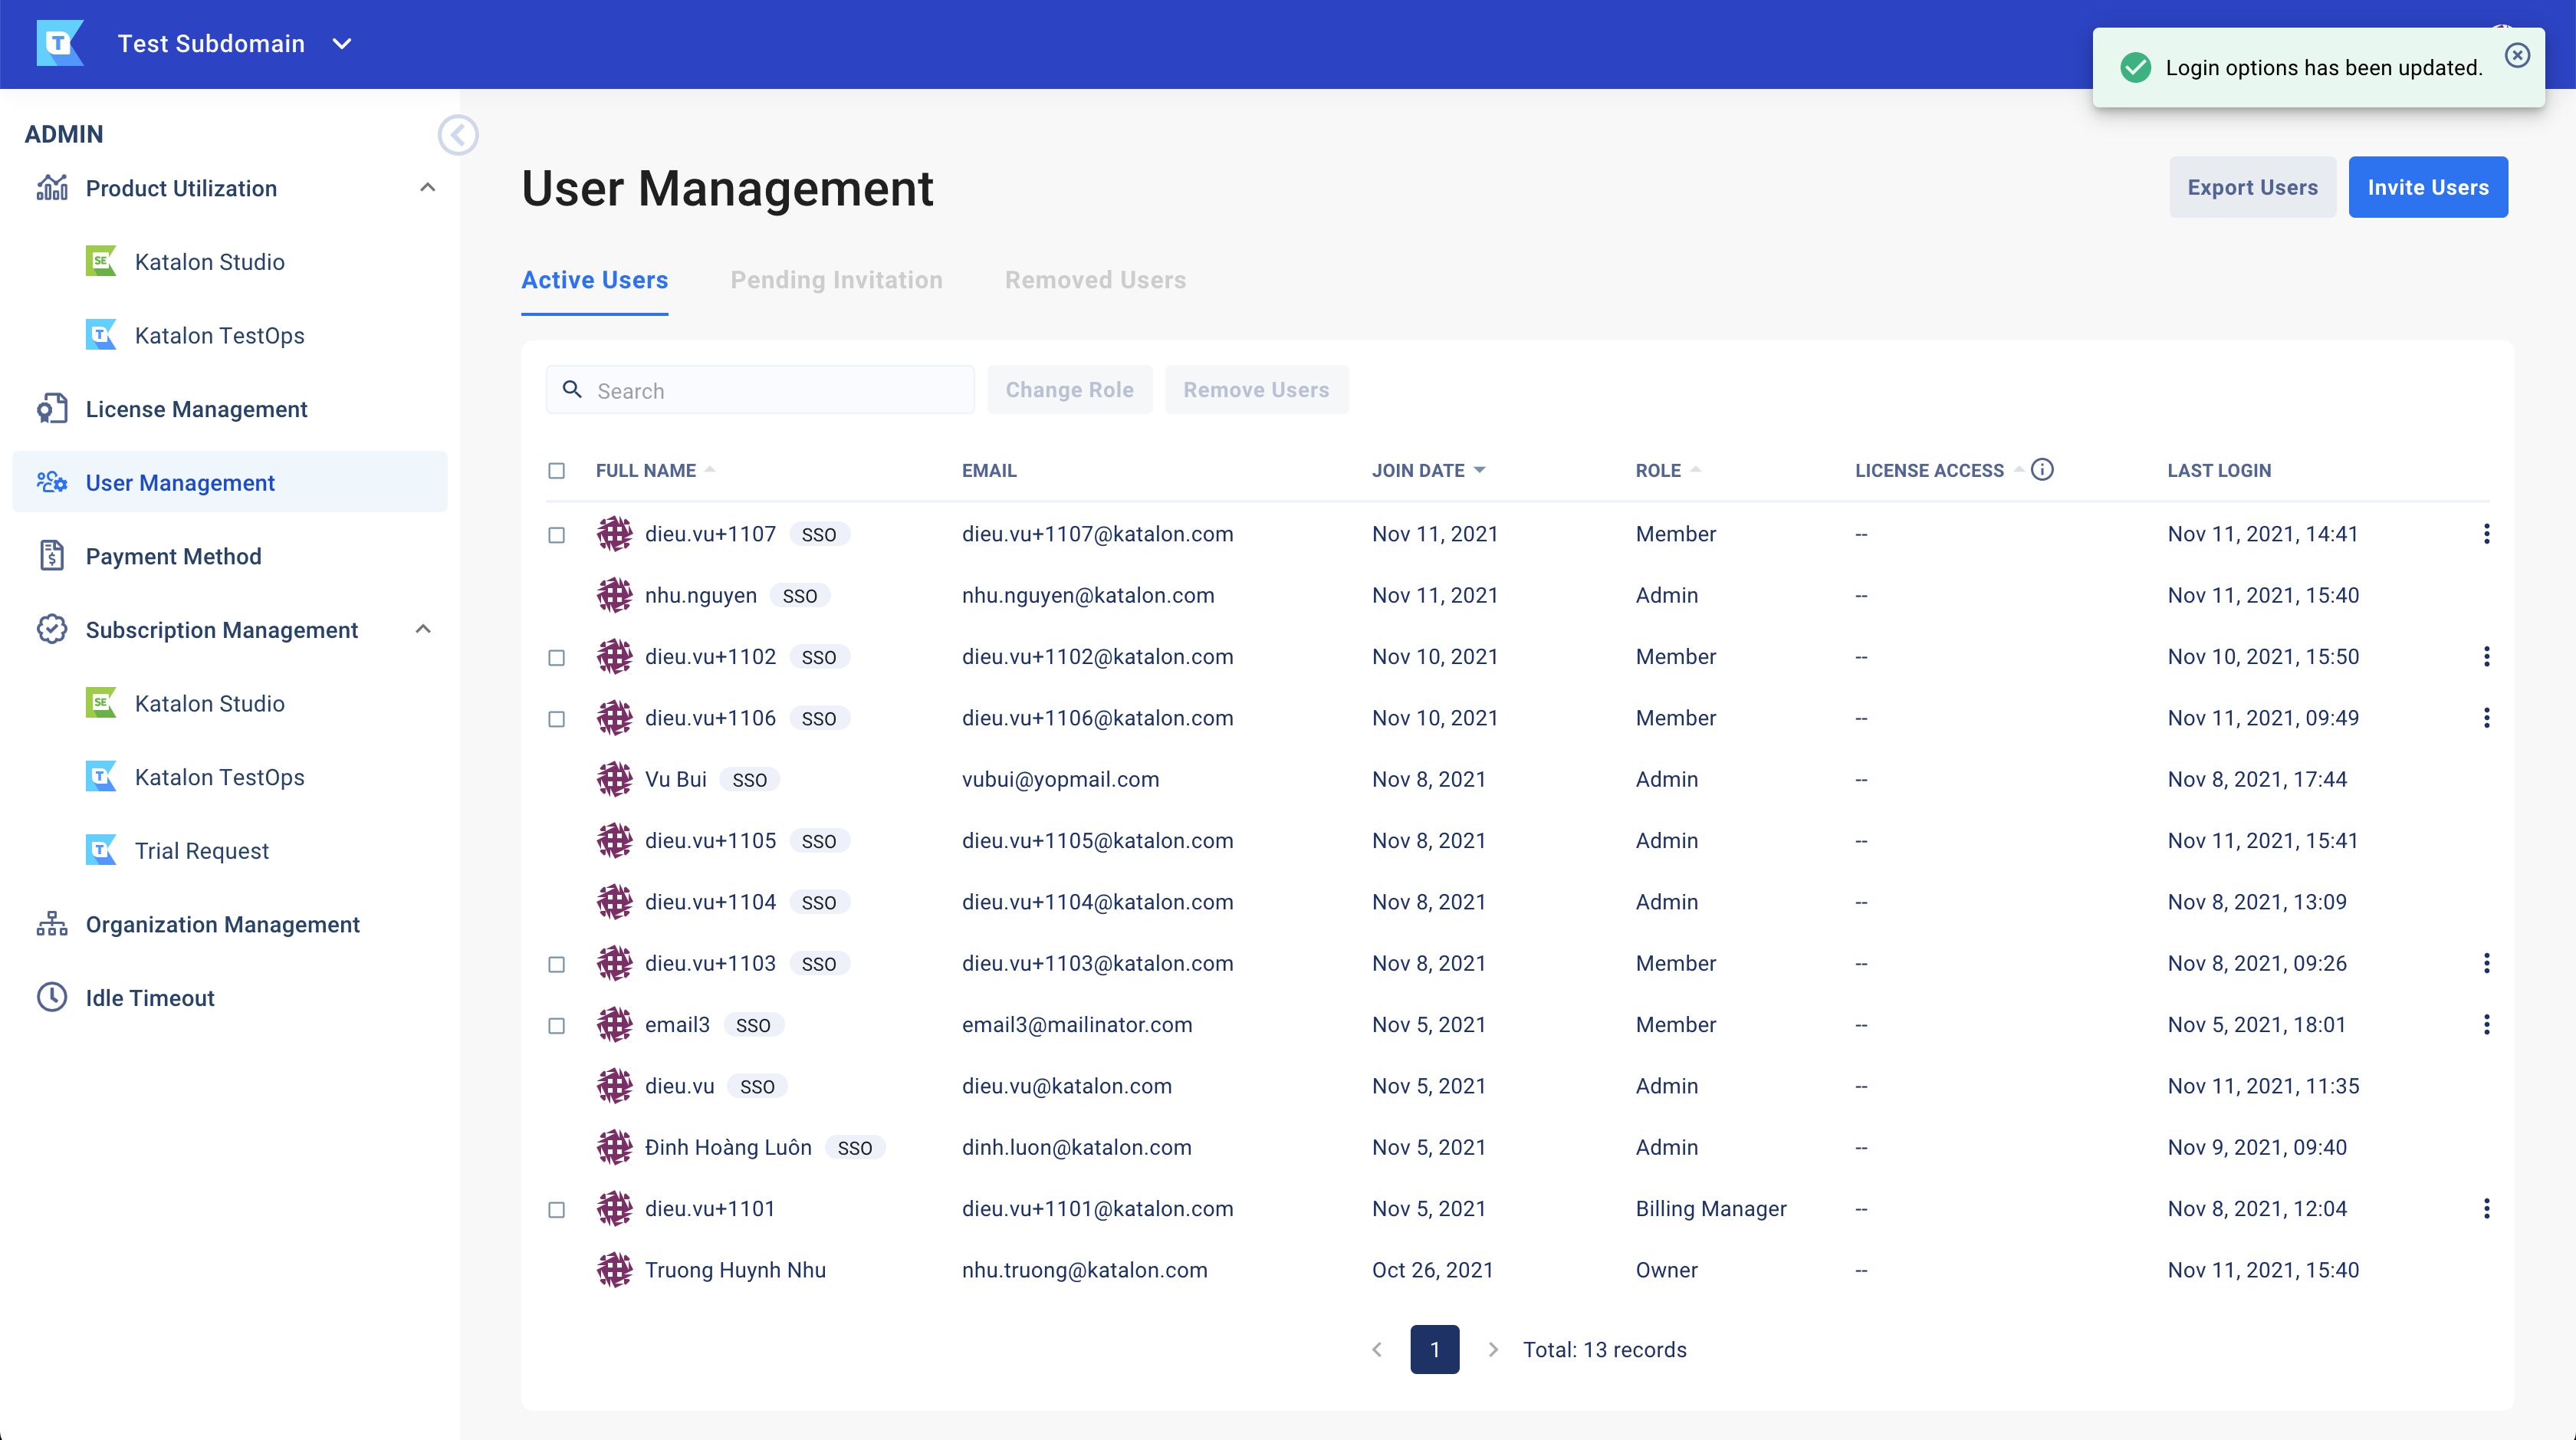 Test Subdomain
Login options has been updated.
ADMIN
Product Utilization
Katalon Studio
Katalon TestOps
License Management
User Management
Payment Method
Subscription Management
Katalon Studio
Katalon TestOps
Trial Request
Organization Management
Idle Timeout
User Management
Export Users
Invite Users
Active Users Pending Invitation Removed Users
Search Change Role Remove Users
FULL NAME EMAIL JOIN DATE ROLE LICENSE ACCESS LAST LOGIN
dieu.vu+1107 SSO dieu.vu+1107@katalon.com Nov 11, 2021 Member -- Nov 11, 2021, 14:41
nhu.nguyen SSO nhu.nguyen@katalon.com Nov 11, 2021 Admin -- Nov 11, 2021, 15:40
dieu.vu+1102 SSO dieu.vu+1102@katalon.com Nov 10, 2021 Member -- Nov 10, 2021, 15:50
dieu.vu+1106 SSO dieu.vu+1106@katalon.com Nov 10, 2021 Member -- Nov 11, 2021, 09:49
Vu Bui SSO vubui@yopmail.com Nov 8, 2021 Admin -- Nov 8, 2021, 17:44
dieu.vu+1105 SSO dieu.vu+1105@katalon.com Nov 8, 2021 Admin -- Nov 11, 2021, 15:41
dieu.vu+1104 SSO dieu.vu+1104@katalon.com Nov 8, 2021 Admin -- Nov 8, 2021, 13:09
dieu.vu+1103 SSO dieu.vu+1103@katalon.com Nov 8, 2021 Member -- Nov 8, 2021, 09:26
email3 SSO email3@mailinator.com Nov 5, 2021 Member -- Nov 5, 2021, 18:01
dieu.vu SSO dieu.vu@katalon.com Nov 5, 2021 Admin -- Nov 11, 2021, 11:35
Đinh Hoàng Luôn SSO dinh.luon@katalon.com Nov 5, 2021 Admin -- Nov 9, 2021, 09:40
dieu.vu+1101 dieu.vu+1101@katalon.com Nov 5, 2021 Billing Manager -- Nov 8, 2021, 12:04
Truong Huynh Nhu nhu.truong@katalon.com Oct 26, 2021 Owner -- Nov 11, 2021, 15:40
1 Total: 13 records